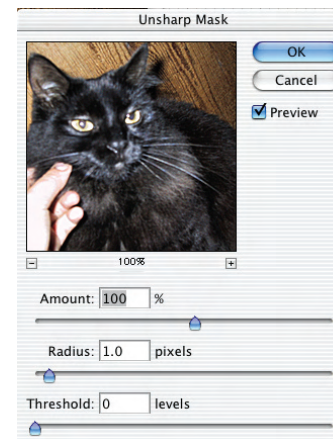 Unsharp Mask
OK
Cancel
Preview
100%
Amount: 100 %
Radius: 1.0 pixels
Threshold: 0 levels